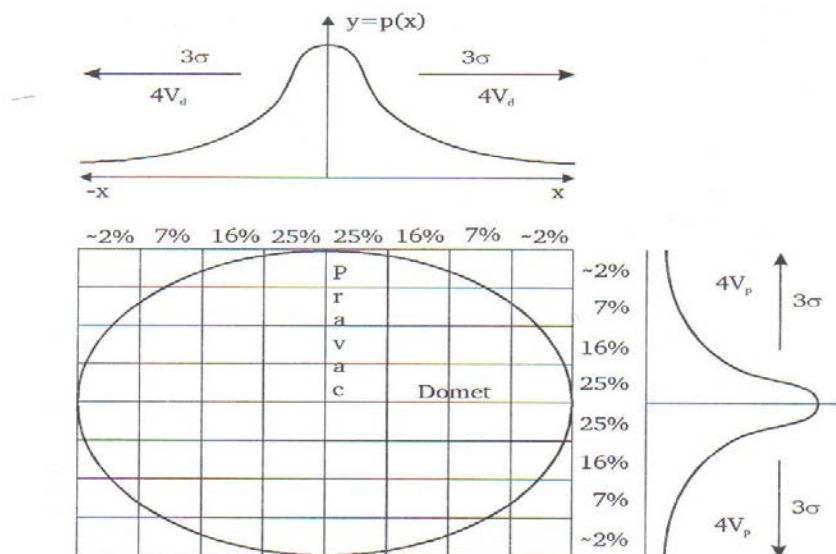 y=p(x)
3σ 3σ
4V_d 4V_d
-x x
~2% 7% 16% 25% 25% 16% 7% ~2%
P
r
a
v
a
c
Domet
~2%
7%
16%
25%
25%
16%
7%
~2%
4V_p 3σ
4V_p 3σ